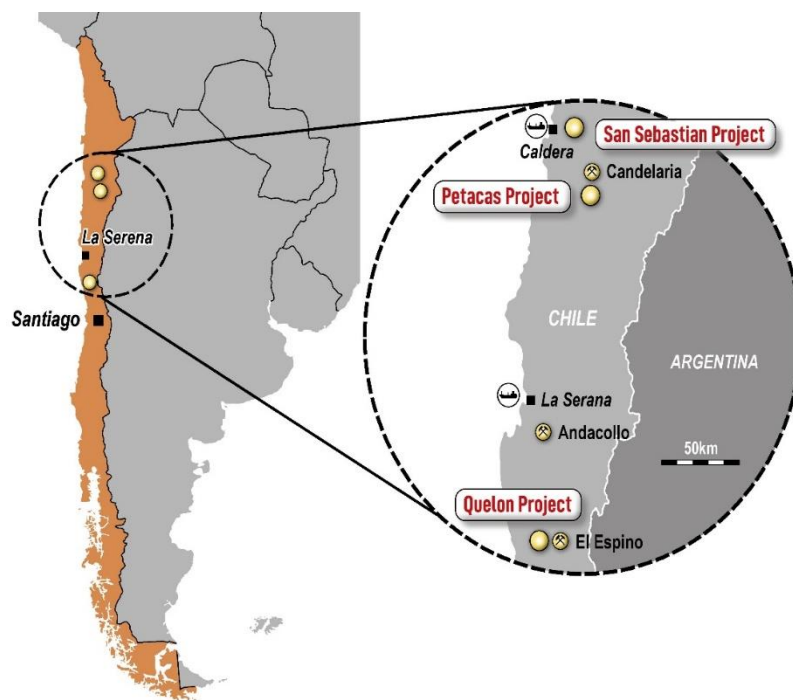 La Serena
Santiago
San Sebastian Project
Caldera
Candelaria
Petacas Project
CHILE
ARGENTINA
La Serana
Andacollo
50km
Quelon Project
El Espino